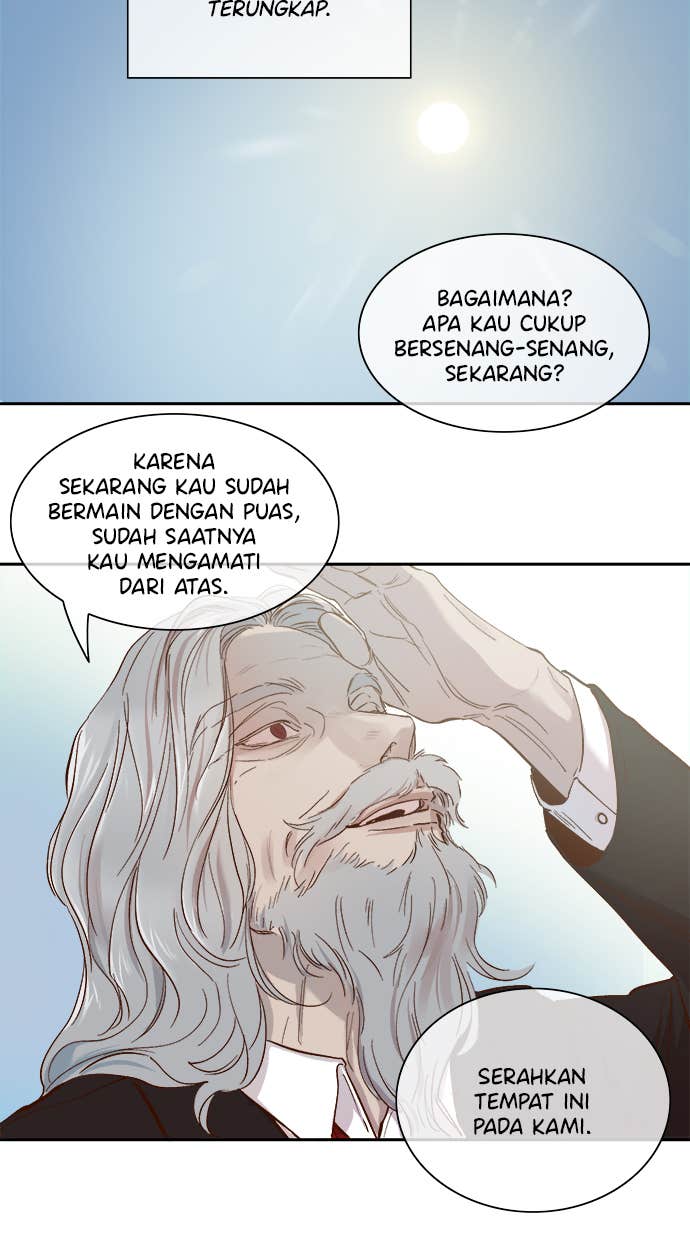 TERUNGKAP.
BAGAIMANA?
APA KAU CUKUP
BERSENANG-SENANG,
SEKARANG?
KARENA
SEKARANG KAU SUDAH
BERMAIN DENGAN PUAS,
SUDAH SAATNYA
KAU MENGAMATI
DARI ATAS.
SERAHKAN
TEMPAT INI
PADA KAMI.